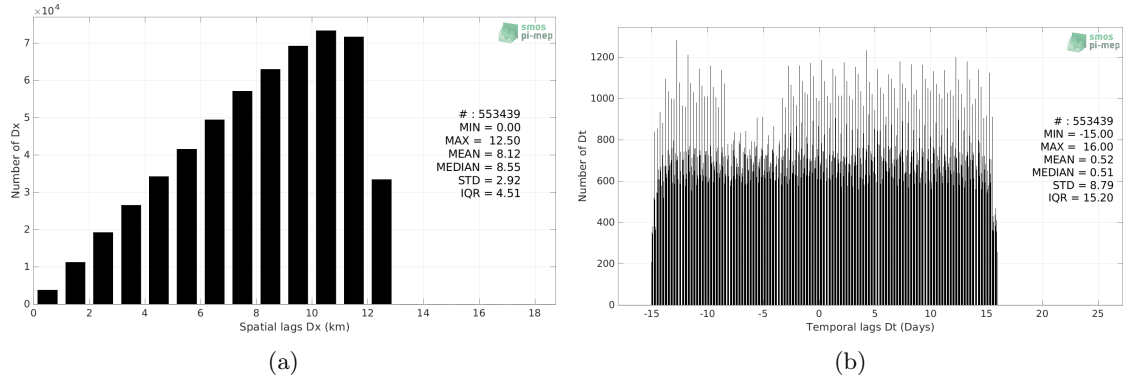 ×10⁴
7
6
5
4
3
2
1
0
Number of Dx
0 2 4 6 8 10 12 14 16 18
Spatial lags Dx (km)
smos
pi-mep
# : 553439
MIN = 0.00
MAX = 12.50
MEAN = 8.12
MEDIAN = 8.55
STD = 2.92
IQR = 4.51
(a)
1200
1000
800
600
400
200
0
Number of Dt
-15 -10 -5 0 5 10 15 20 25
Temporal lags Dt (Days)
smos
pi-mep
# : 553439
MIN = -15.00
MAX = 16.00
MEAN = 0.52
MEDIAN = 0.51
STD = 8.79
IQR = 15.20
(b)